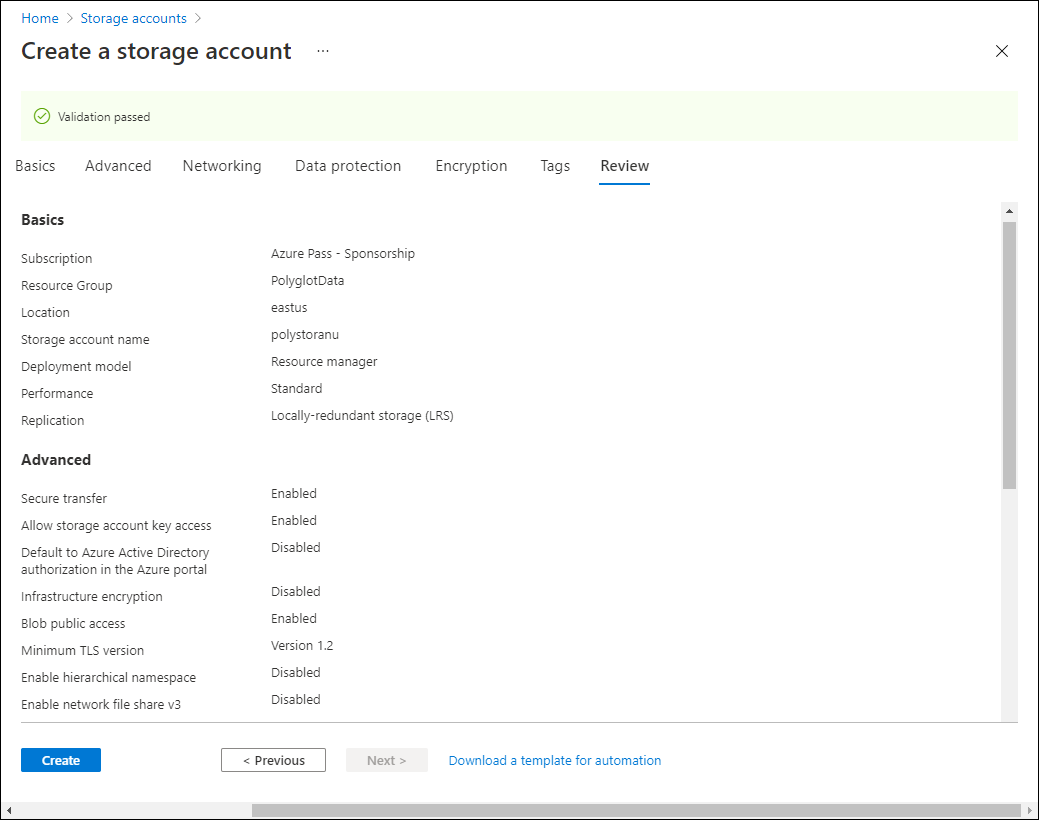 Home > Storage accounts >
Create a storage account ...
Validation passed
Basics Advanced Networking Data protection Encryption Tags Review
Basics
Subscription Azure Pass - Sponsorship
Resource Group PolyglotData
Location eastus
Storage account name polystoranu
Deployment model Resource manager
Performance Standard
Replication Locally-redundant storage (LRS)
Advanced
Secure transfer Enabled
Allow storage account key access Enabled
Default to Azure Active Directory Disabled
authorization in the Azure portal
Infrastructure encryption Disabled
Blob public access Enabled
Minimum TLS version Version 1.2
Enable hierarchical namespace Disabled
Enable network file share v3 Disabled
Create < Previous Next > Download a template for automation